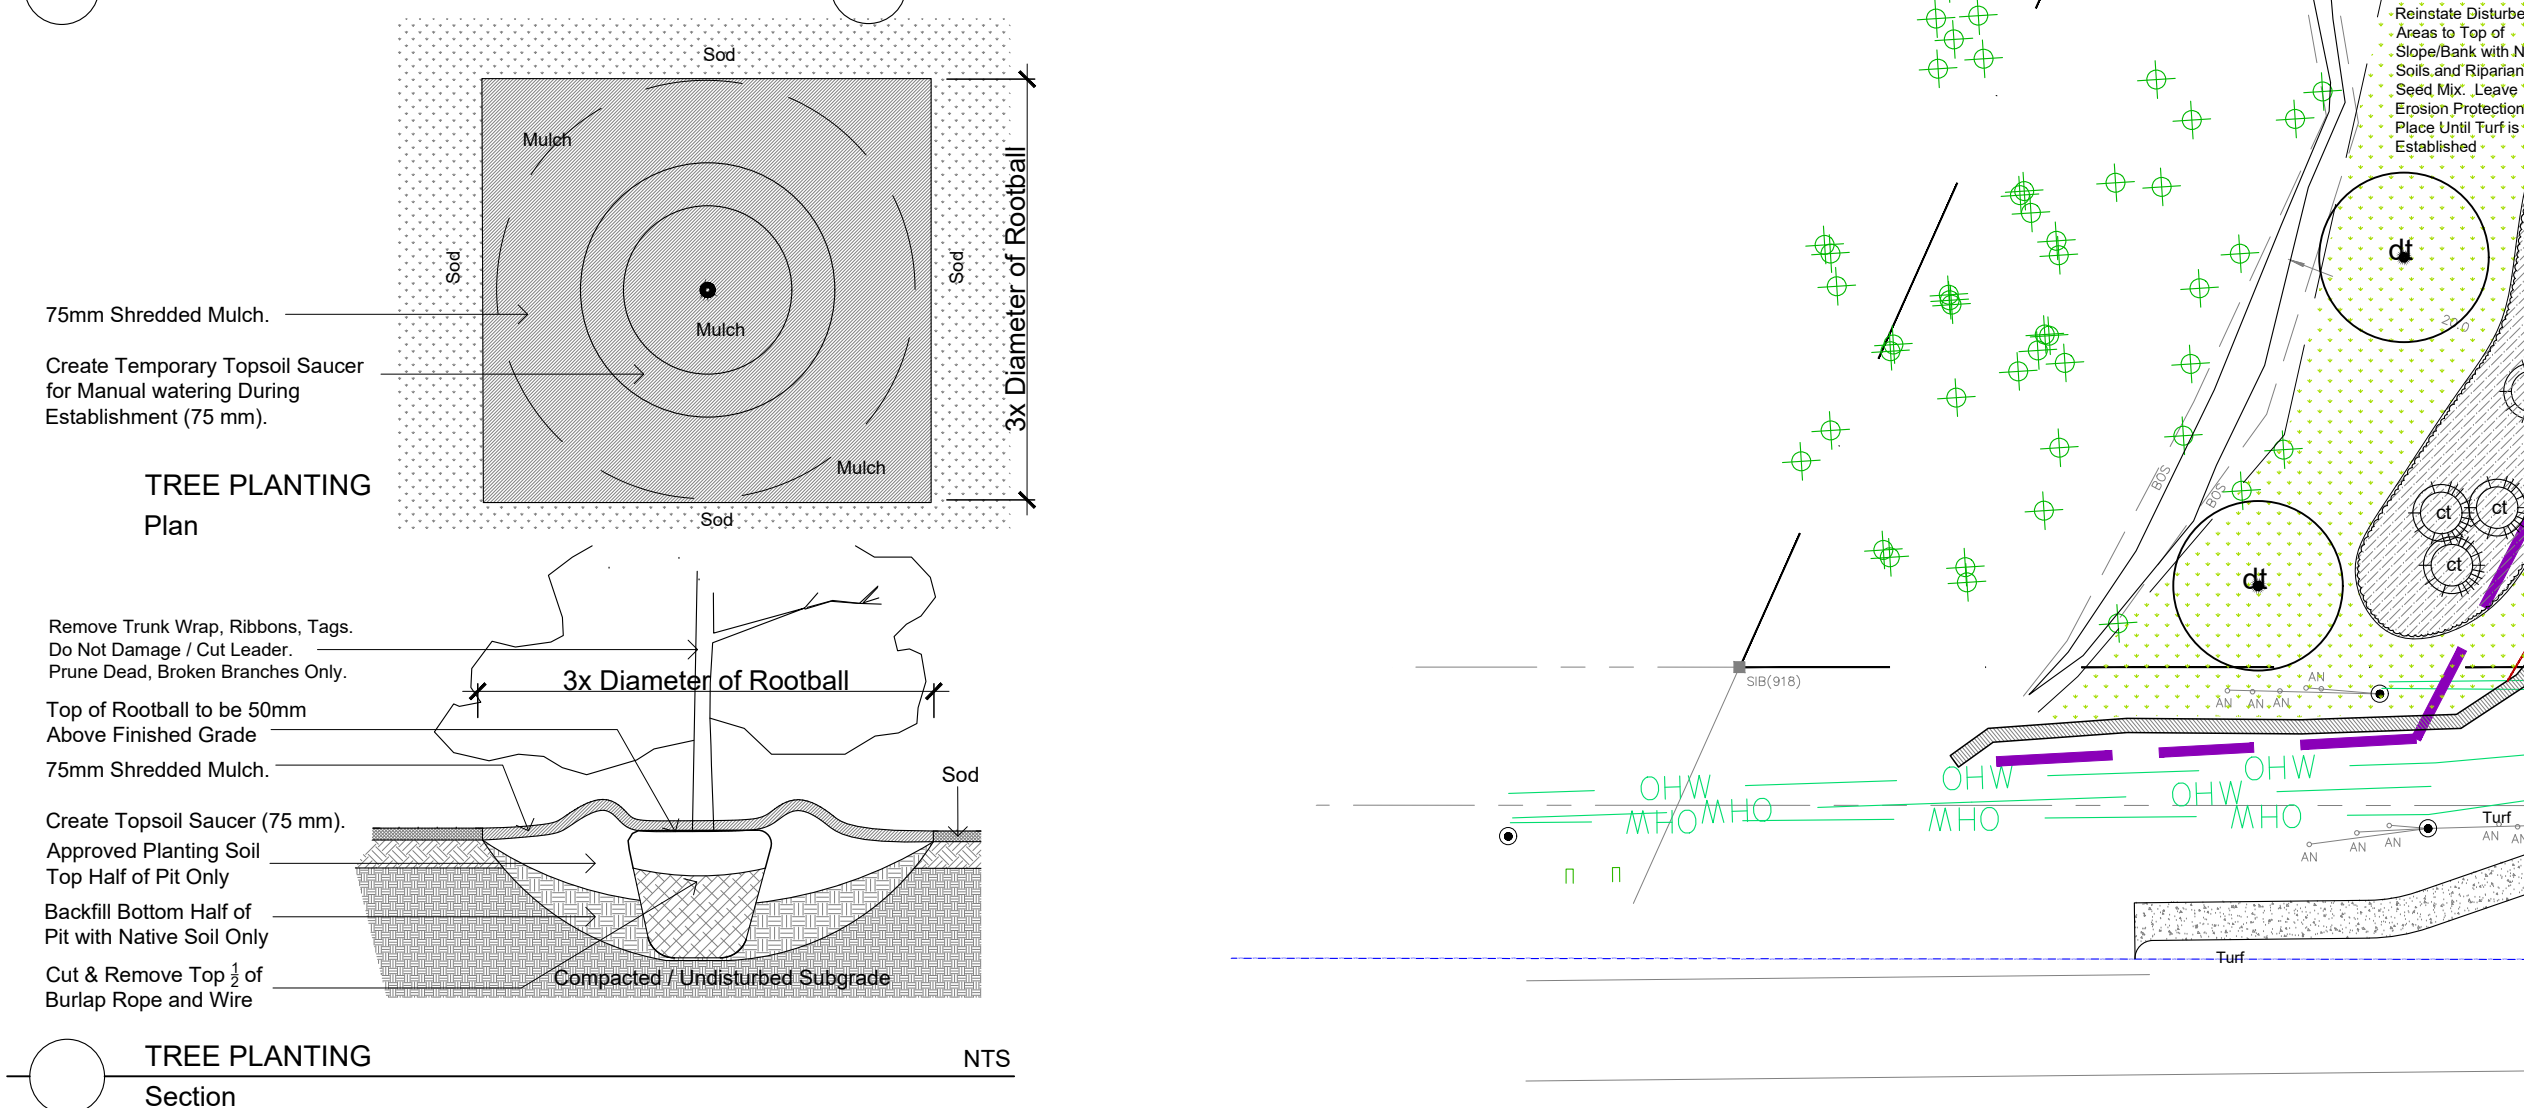 Sod
Mulch
Sod
Sod
3x Diameter of Rootball
Mulch
Mulch
Sod
75mm Shredded Mulch.
Create Temporary Topsoil Saucer
for Manual watering During
Establishment (75 mm).
TREE PLANTING
Plan
Remove Trunk Wrap, Ribbons, Tags.
Do Not Damage / Cut Leader.
Prune Dead, Broken Branches Only.
3x Diameter of Rootball
Top of Rootball to be 50mm
Above Finished Grade
75mm Shredded Mulch.
Sod
Create Topsoil Saucer (75 mm).
Approved Planting Soil
Top Half of Pit Only
Backfill Bottom Half of
Pit with Native Soil Only
Cut & Remove Top 1/2 of
Burlap Rope and Wire
Compacted / Undisturbed Subgrade
TREE PLANTING
NTS
Section
Reinstate Disturbe
Areas to Top of
Slope/Bank with N
Soils and Riparian
Seed Mix. Leave
Erosion Protection
Place Until Turf is
Established
dt
20.0
BOS
BOS
ct
ct
ct
dt
SIB(918)
AN
AN
AN
AN
OHW
OHW
OHW
OHW
OHW
OHW
OHW
OHW
Turf
AN
AN
AN
AN
AN
Turf